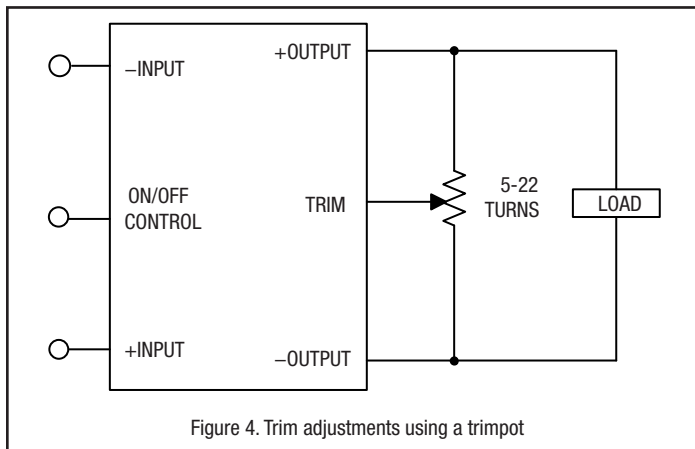 –INPUT
+OUTPUT
ON/OFF
CONTROL
TRIM
5-22
TURNS
LOAD
+INPUT
–OUTPUT
Figure 4. Trim adjustments using a trimpot